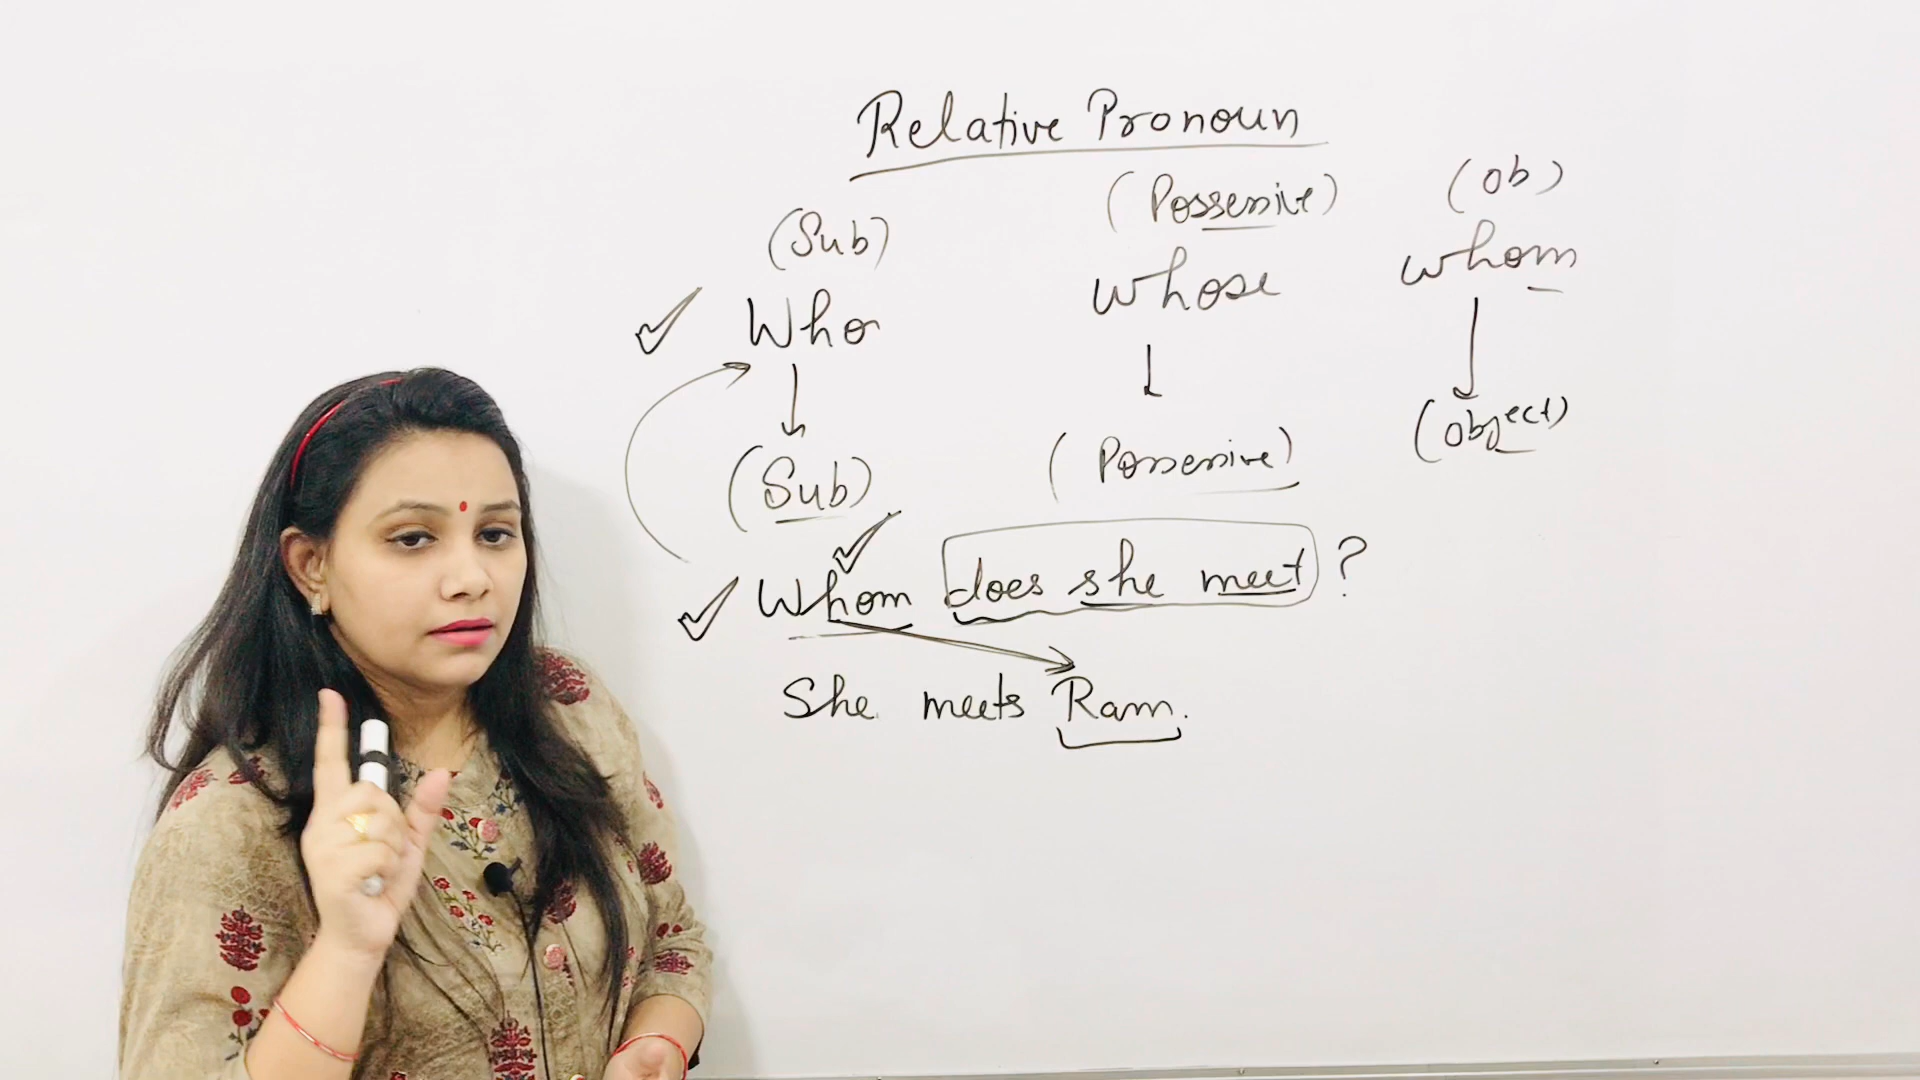 Relative Pronoun
(Sub) (Possessive) (Ob)
Who whose whom
(Sub) (Possessive) (Object)
Whom does she meet ?
She meets Ram.